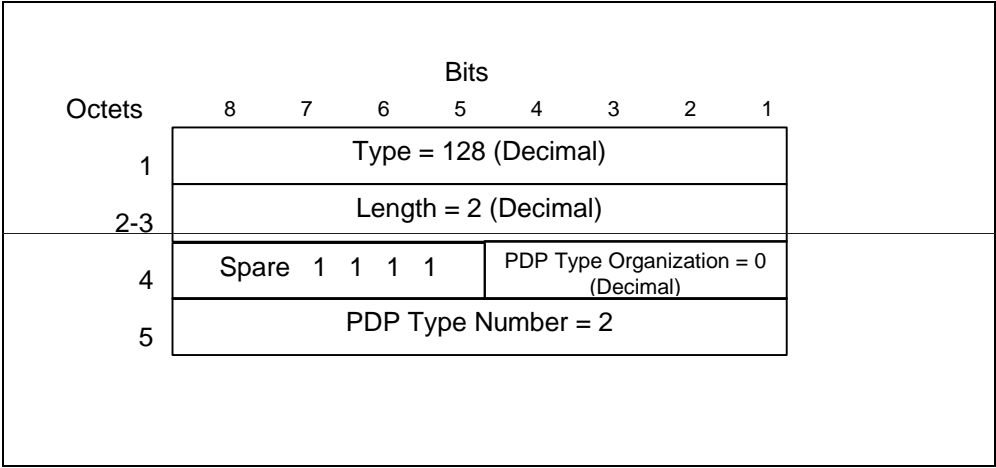 Bits
Octets 8 7 6 5 4 3 2 1
1 Type = 128 (Decimal)
2-3 Length = 2 (Decimal)
4 Spare 1 1 1 1 PDP Type Organization = 0
(Decimal)
5 PDP Type Number = 2